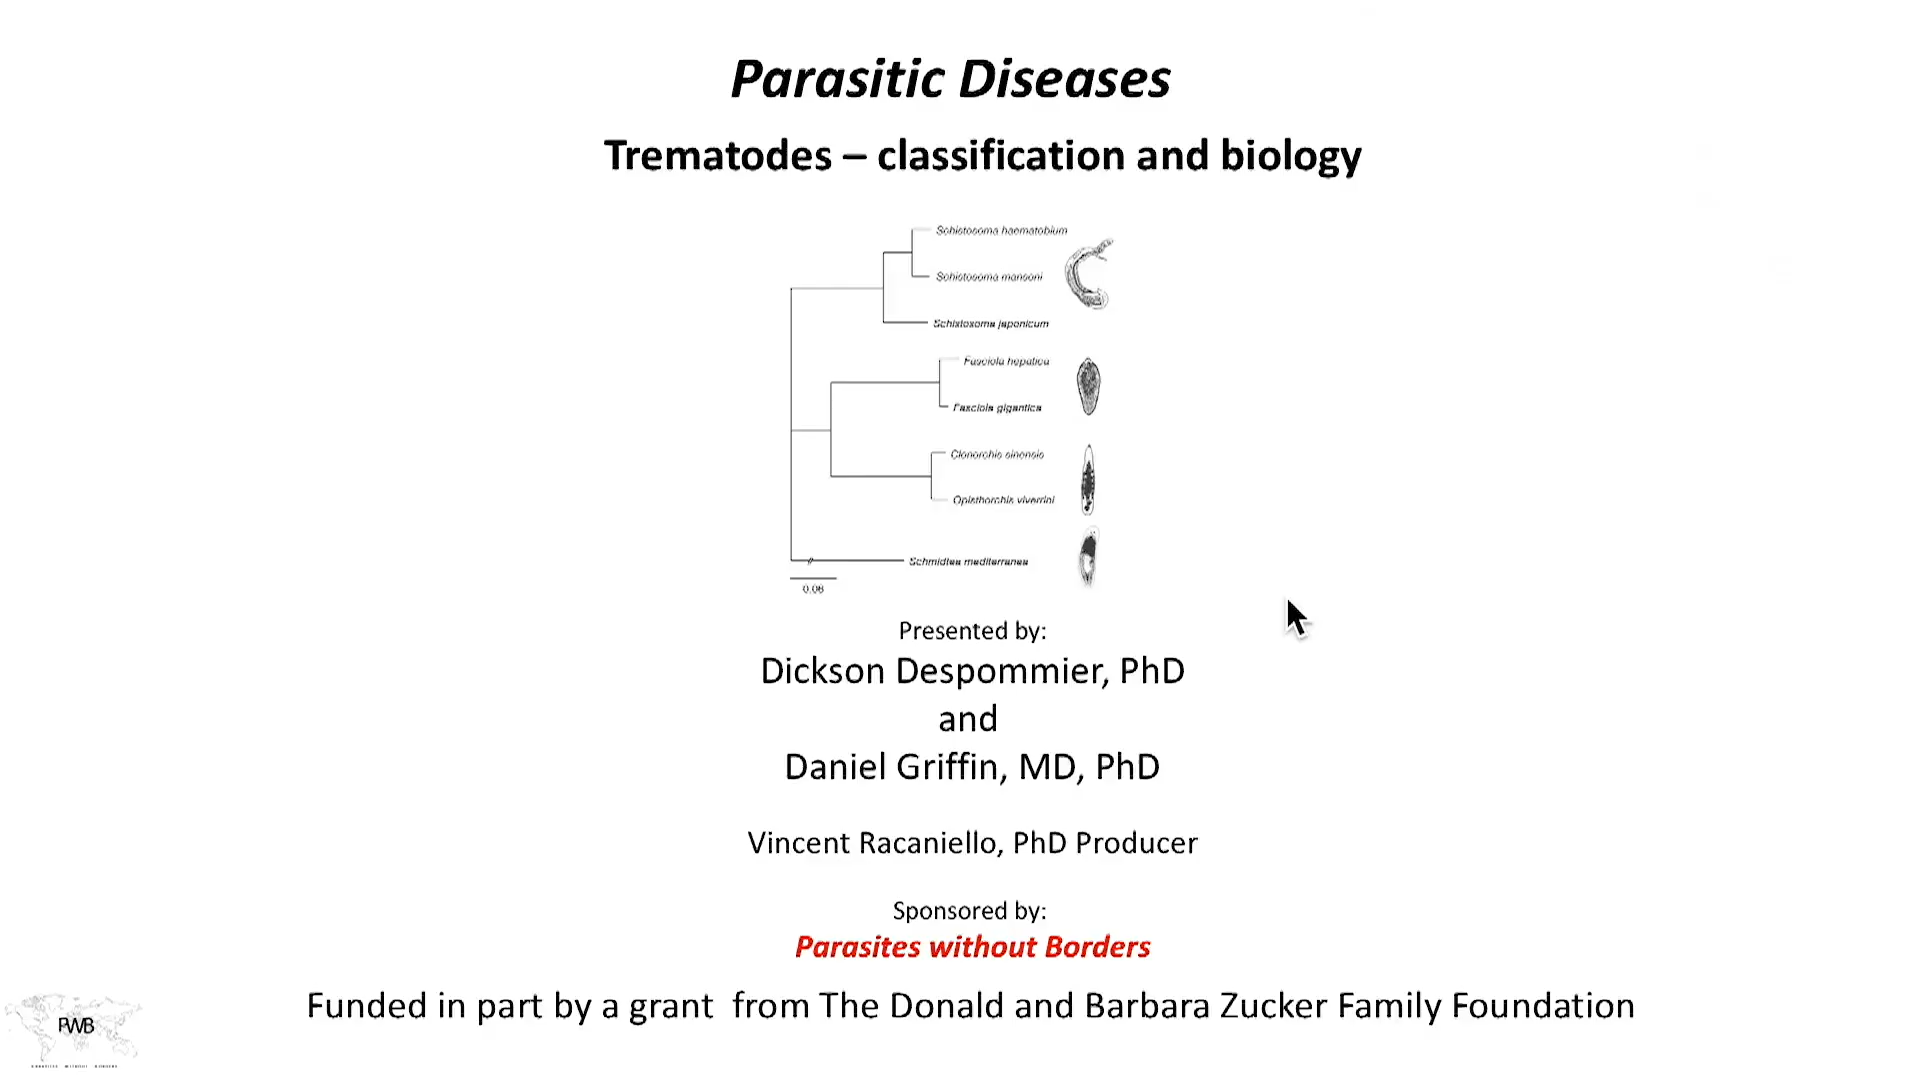 Parasitic Diseases
Trematodes – classification and biology
Schistosoma haematobium
Schistosoma mansoni
Schistosoma japonicum
Fasciola hepatica
Fasciola gigantica
Clonorchis sinensis
Opisthorchis viverrini
Schmidtea mediterranea
0.06
Presented by:
Dickson Despommier, PhD
and
Daniel Griffin, MD, PhD
Vincent Racaniello, PhD Producer
Sponsored by:
Parasites without Borders
Funded in part by a grant from The Donald and Barbara Zucker Family Foundation
PWB
PARASITES WITHOUT BORDERS